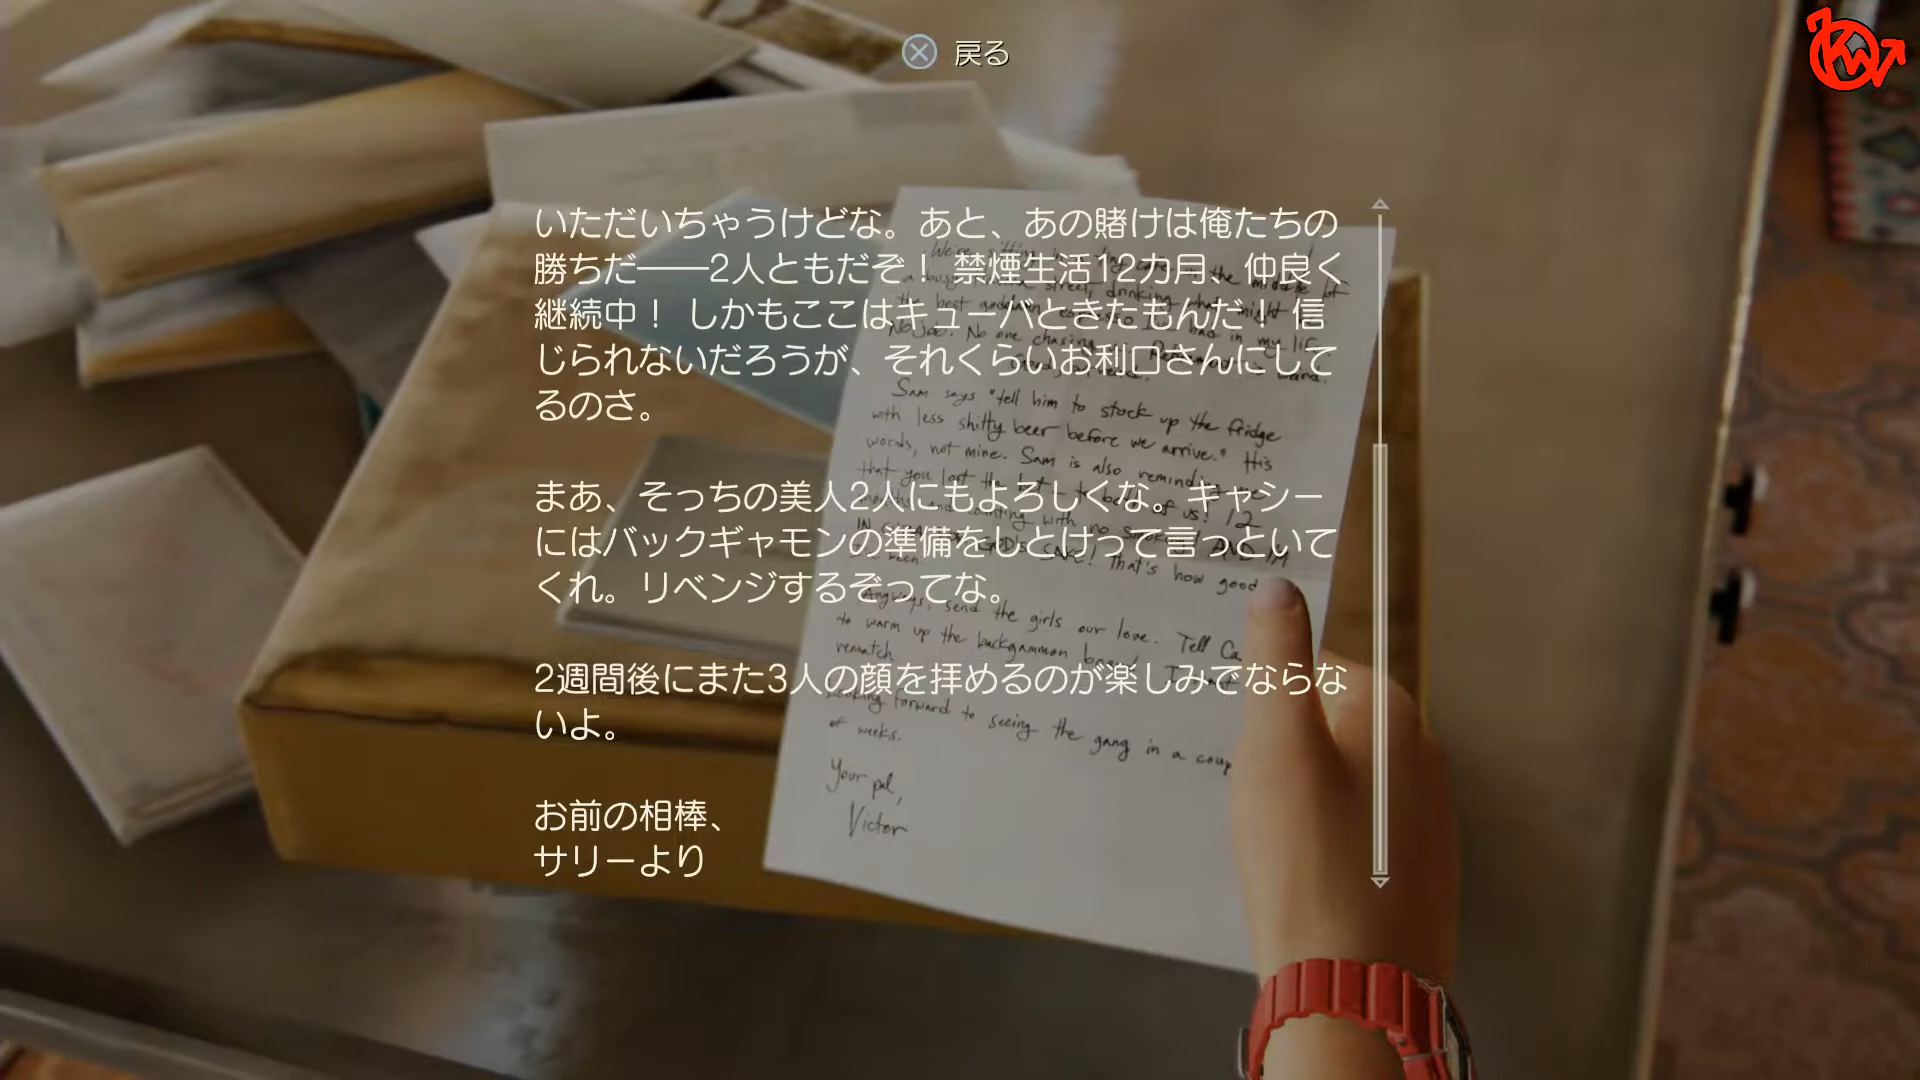 戻る
いただいちゃうけどな。あと、あの賭けは俺たちの
勝ちだ――2人ともだぞ！ 禁煙生活12カ月、仲良く
継続中！ しかもここはキューバときたもんだ！ 信
じられないだろうが、それくらいお利口さんにして
るのさ。
まあ、そっちの美人2人にもよろしくな。キャシー
にはバックギャモンの準備をしとけって言っといて
くれ。リベンジするぞってな。
2週間後にまた3人の顔を拝めるのが楽しみでならな
いよ。
お前の相棒、
サリーより
Sam says "tell him to stock up the fridge
with less shitty beer before we arrive." His
words, not mine. Sam is also
That's how good
send the girls our love. Tell
to warm up the backgammon
rematch.
looking forward to seeing the gang in a
of weeks.
Your pal,
Victor